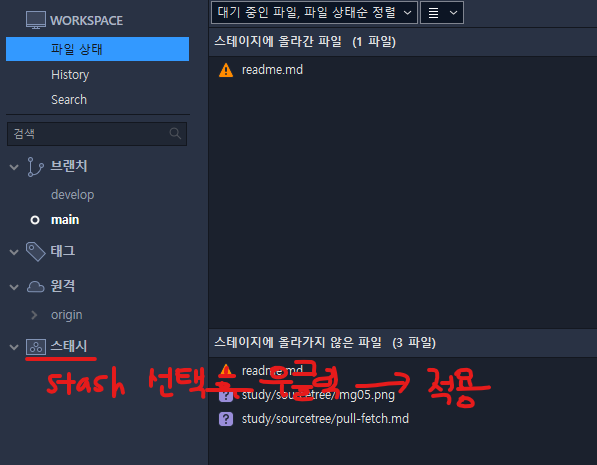 WORKSPACE
파일 상태
History
Search
검색
브랜치
develop
main
태그
원격
origin
스태시
대기 중인 파일, 파일 상태순 정렬
스테이지에 올라간 파일 (1 파일)
readme.md
스테이지에 올라가지 않은 파일 (3 파일)
readme.md
study/sourcetree/img05.png
study/sourcetree/pull-fetch.md
stash 선택 후 우클릭 → 적용